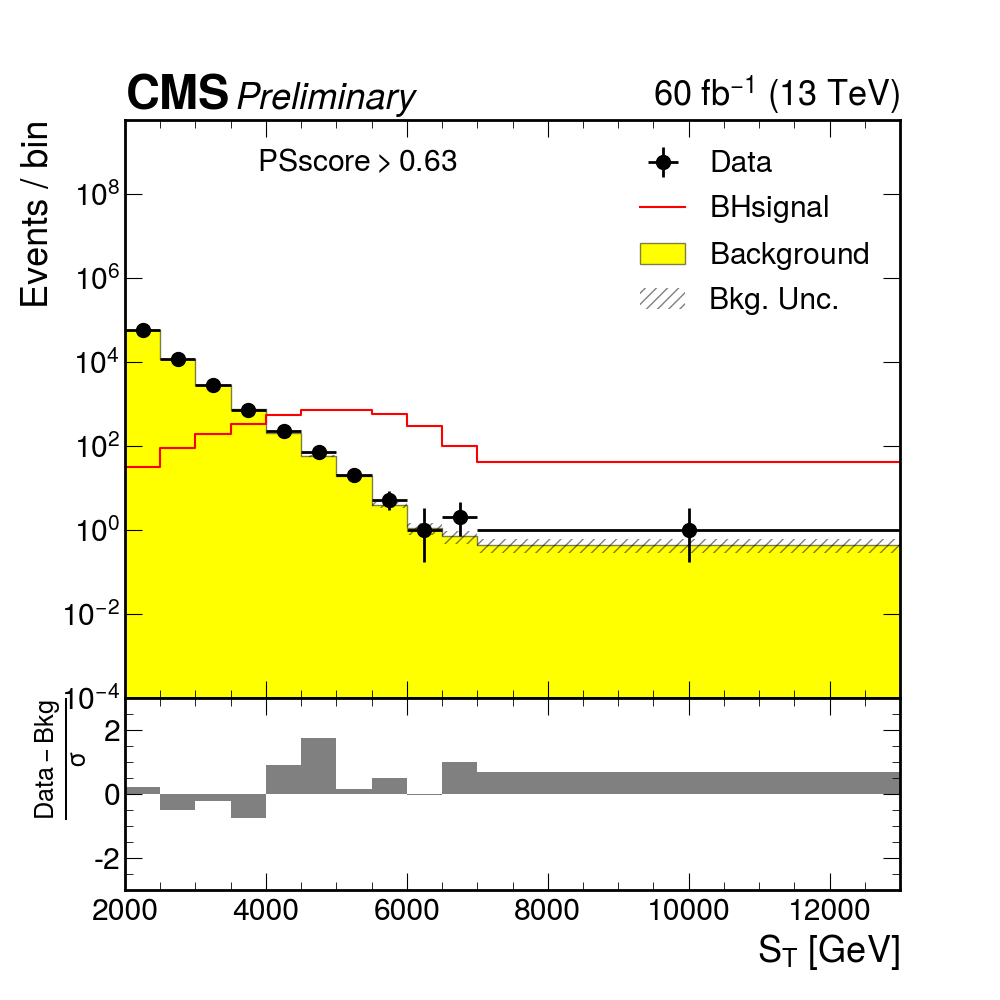 CMS Preliminary 60 fb⁻¹ (13 TeV)
Events / bin
PSscore > 0.63
Data
BHsignal
Background
Bkg. Unc.
10⁸
10⁶
10⁴
10²
10⁰
10⁻²
10⁻⁴
Data – Bkg
σ
2
0
-2
2000 4000 6000 8000 10000 12000
S_T [GeV]